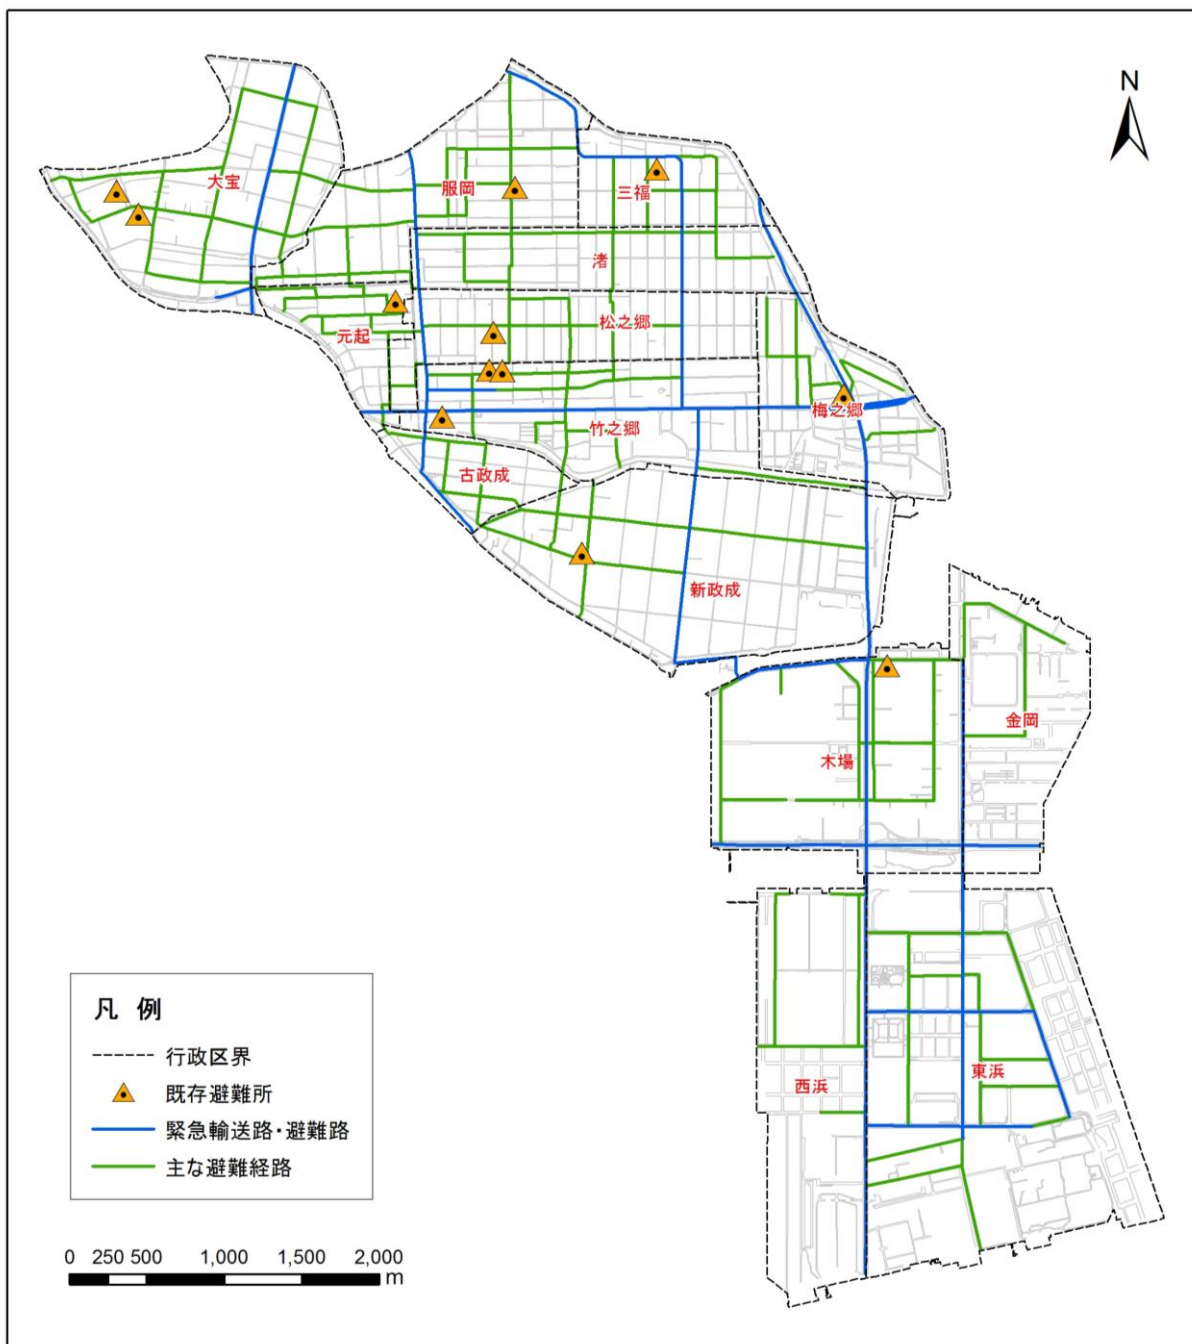 N
大宝
服岡
三福
渚
松之郷
元起
梅之郷
竹之郷
古政成
新政成
金岡
木場
東浜
西浜
凡 例
行政区界
既存避難所
緊急輸送路・避難路
主な避難経路
0 250 500 1,000 1,500 2,000
m